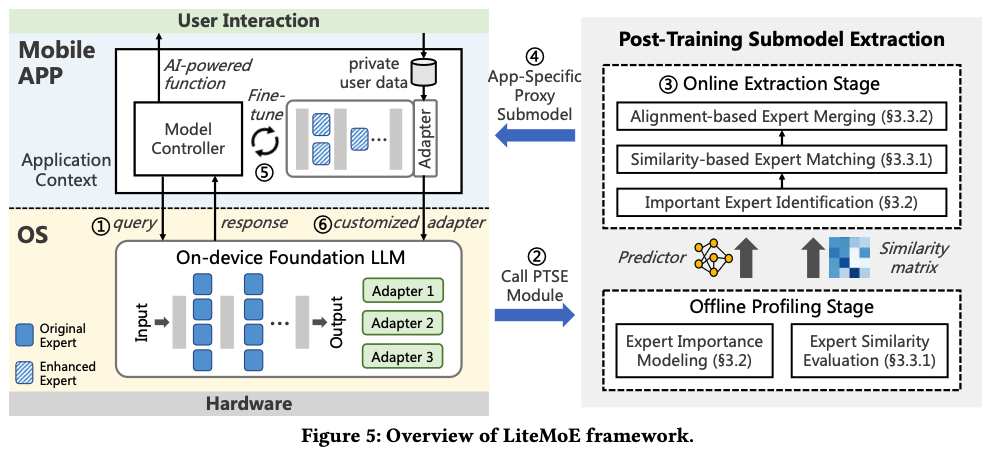 User Interaction
Mobile
APP
AI-powered
function
private
user data
Fine-
tune
Model
Controller
Adapter
⑤
Application
Context
① query
response
⑥ customized adapter
OS
On-device Foundation LLM
Input
Output
Adapter 1
Adapter 2
Adapter 3
Original
Expert
Enhanced
Expert
Hardware
④
App-Specific
Proxy
Submodel
②
Call PTSE
Module
Post-Training Submodel Extraction
③ Online Extraction Stage
Alignment-based Expert Merging (§3.3.2)
Similarity-based Expert Matching (§3.3.1)
Important Expert Identification (§3.2)
Predictor
Similarity
matrix
Offline Profiling Stage
Expert Importance
Modeling (§3.2)
Expert Similarity
Evaluation (§3.3.1)
Figure 5: Overview of LiteMoE framework.